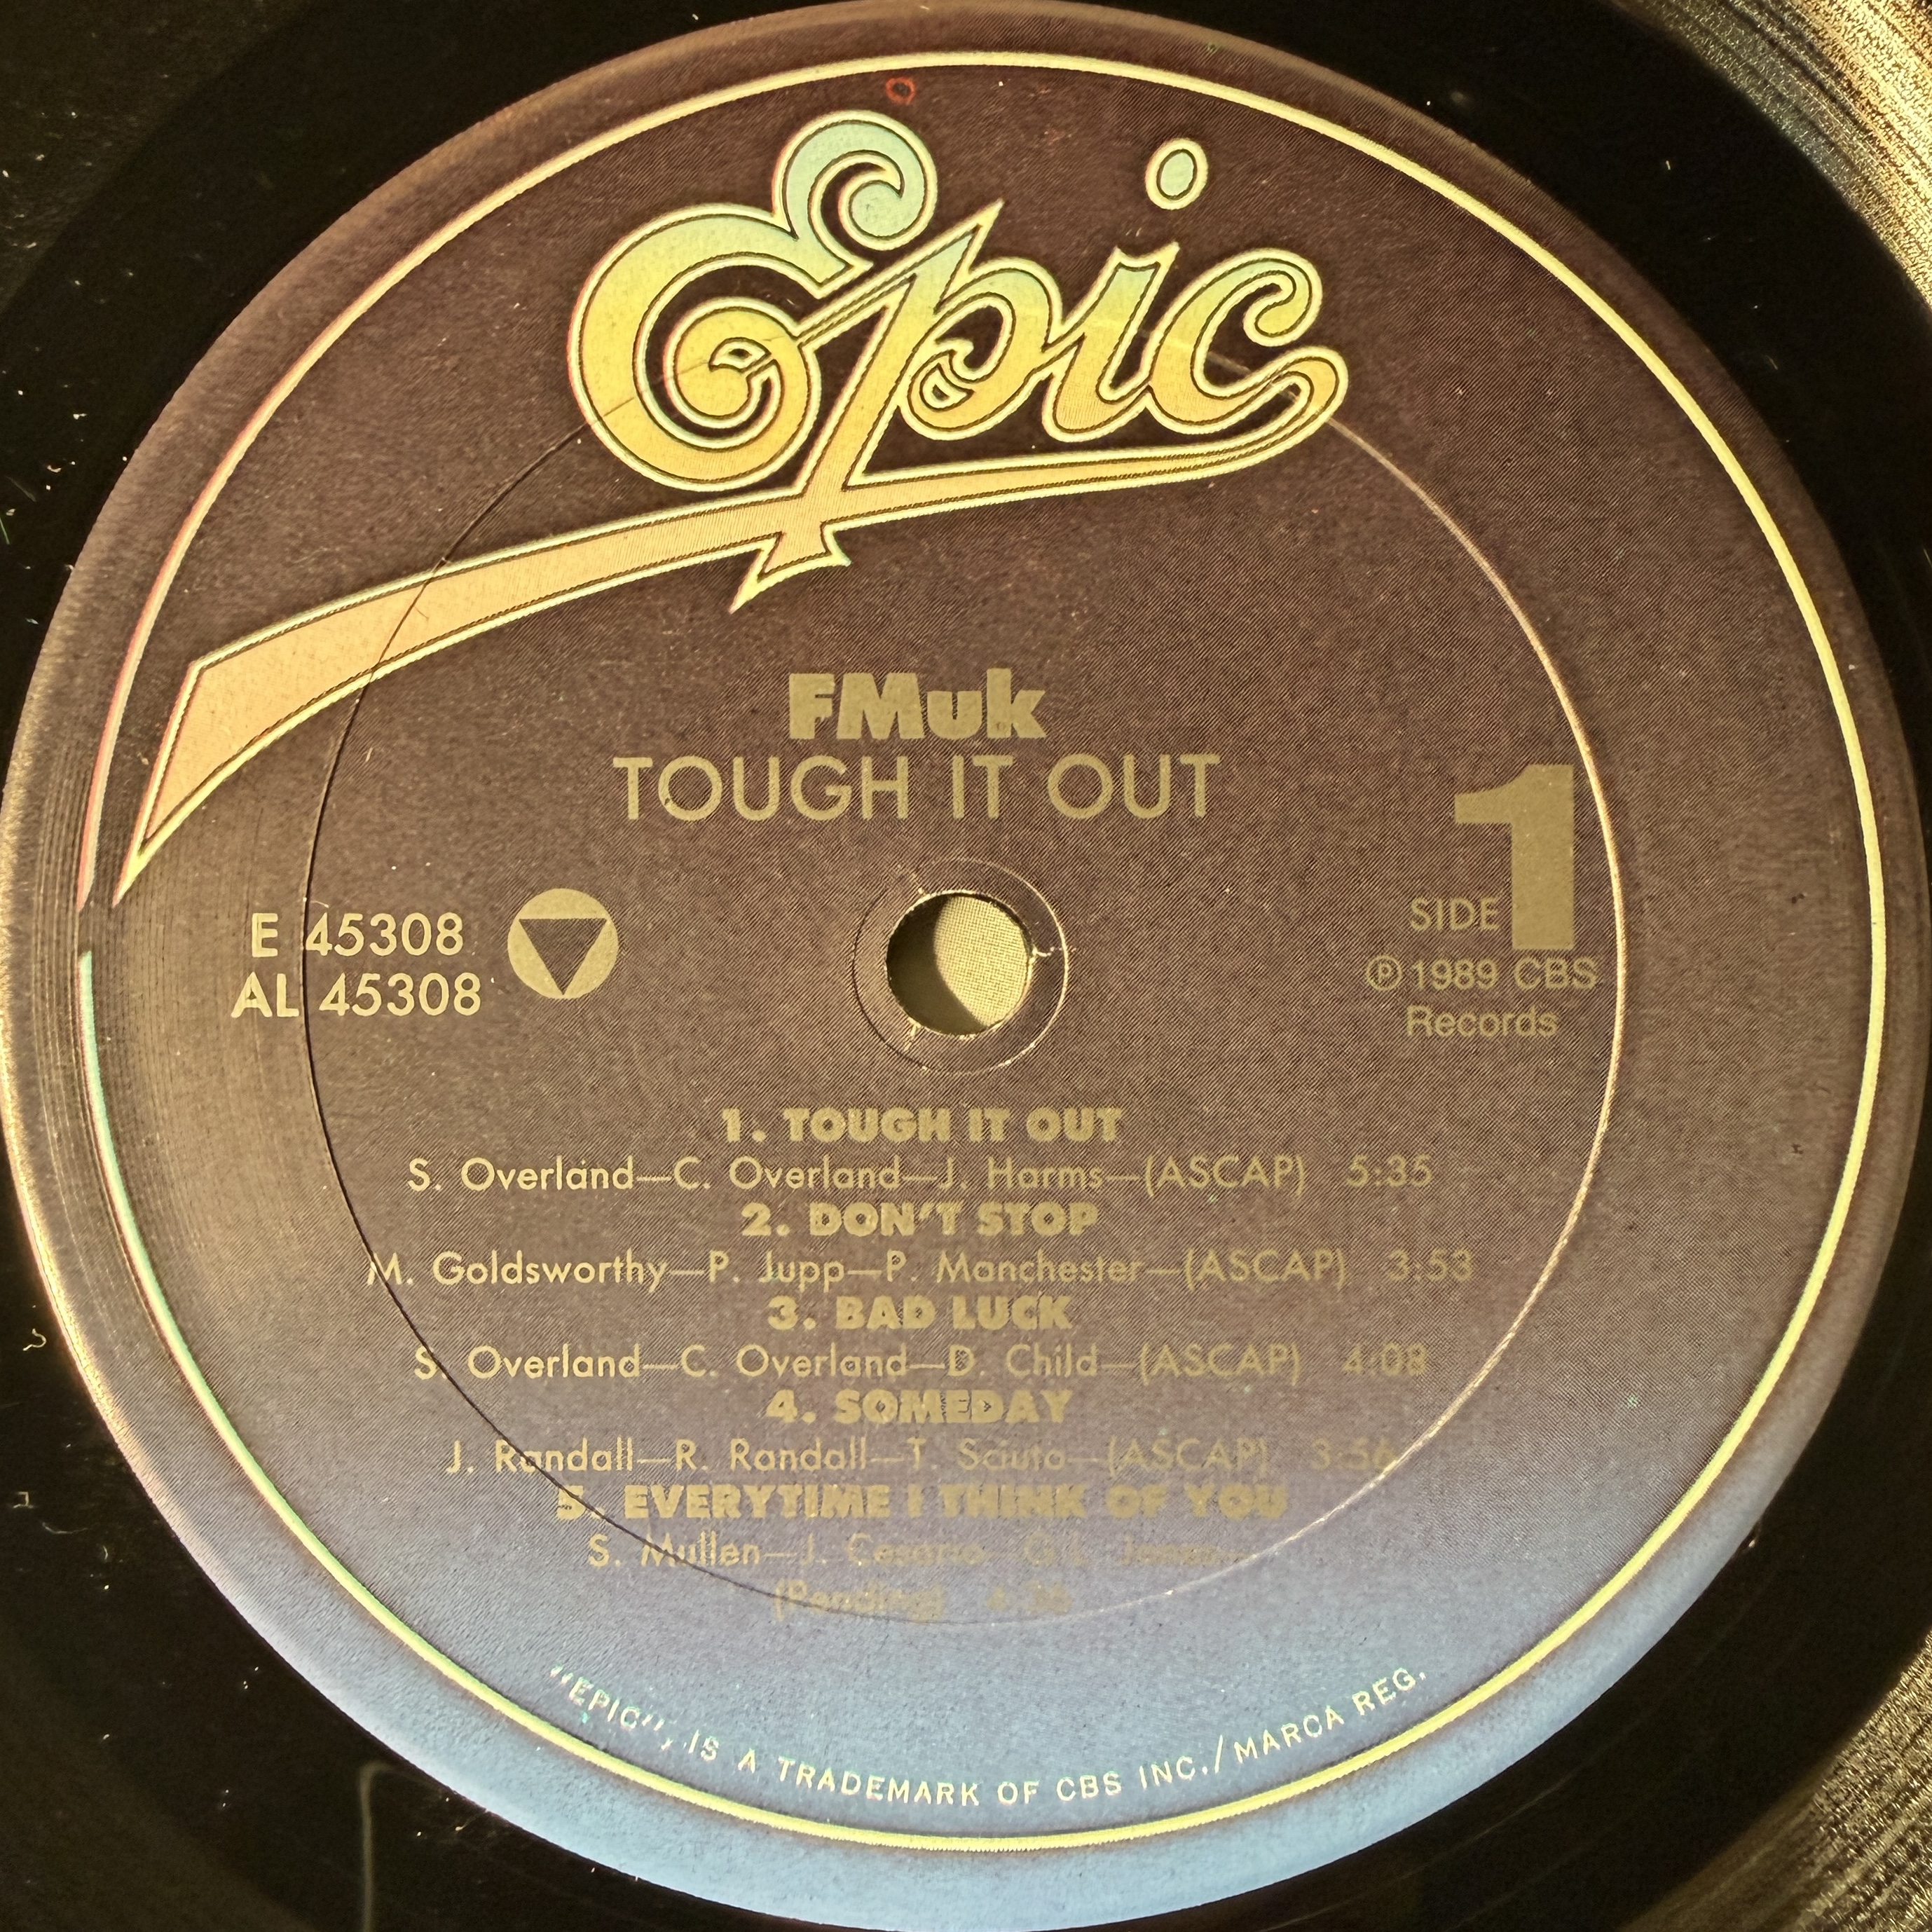 Epic
FMuk
TOUGH IT OUT
1
SIDE
℗ 1989 CBS
Records
E 45308
AL 45308
1. TOUGH IT OUT
S. Overland—C. Overland—J. Harms—(ASCAP) 5:35
2. DON'T STOP
M. Goldsworthy—P. Jupp—P. Manchester—(ASCAP) 3:53
3. BAD LUCK
S. Overland—C. Overland—D. Child—(ASCAP) 4:08
4. SOMEDAY
J. Randall—R. Randall—T. Sciuto—(ASCAP) 3:56
5. EVERYTIME I THINK OF YOU
S. Mullen—J. Cesario—
(Pending)
"EPIC", IS A TRADEMARK OF CBS INC./MARCA REG.